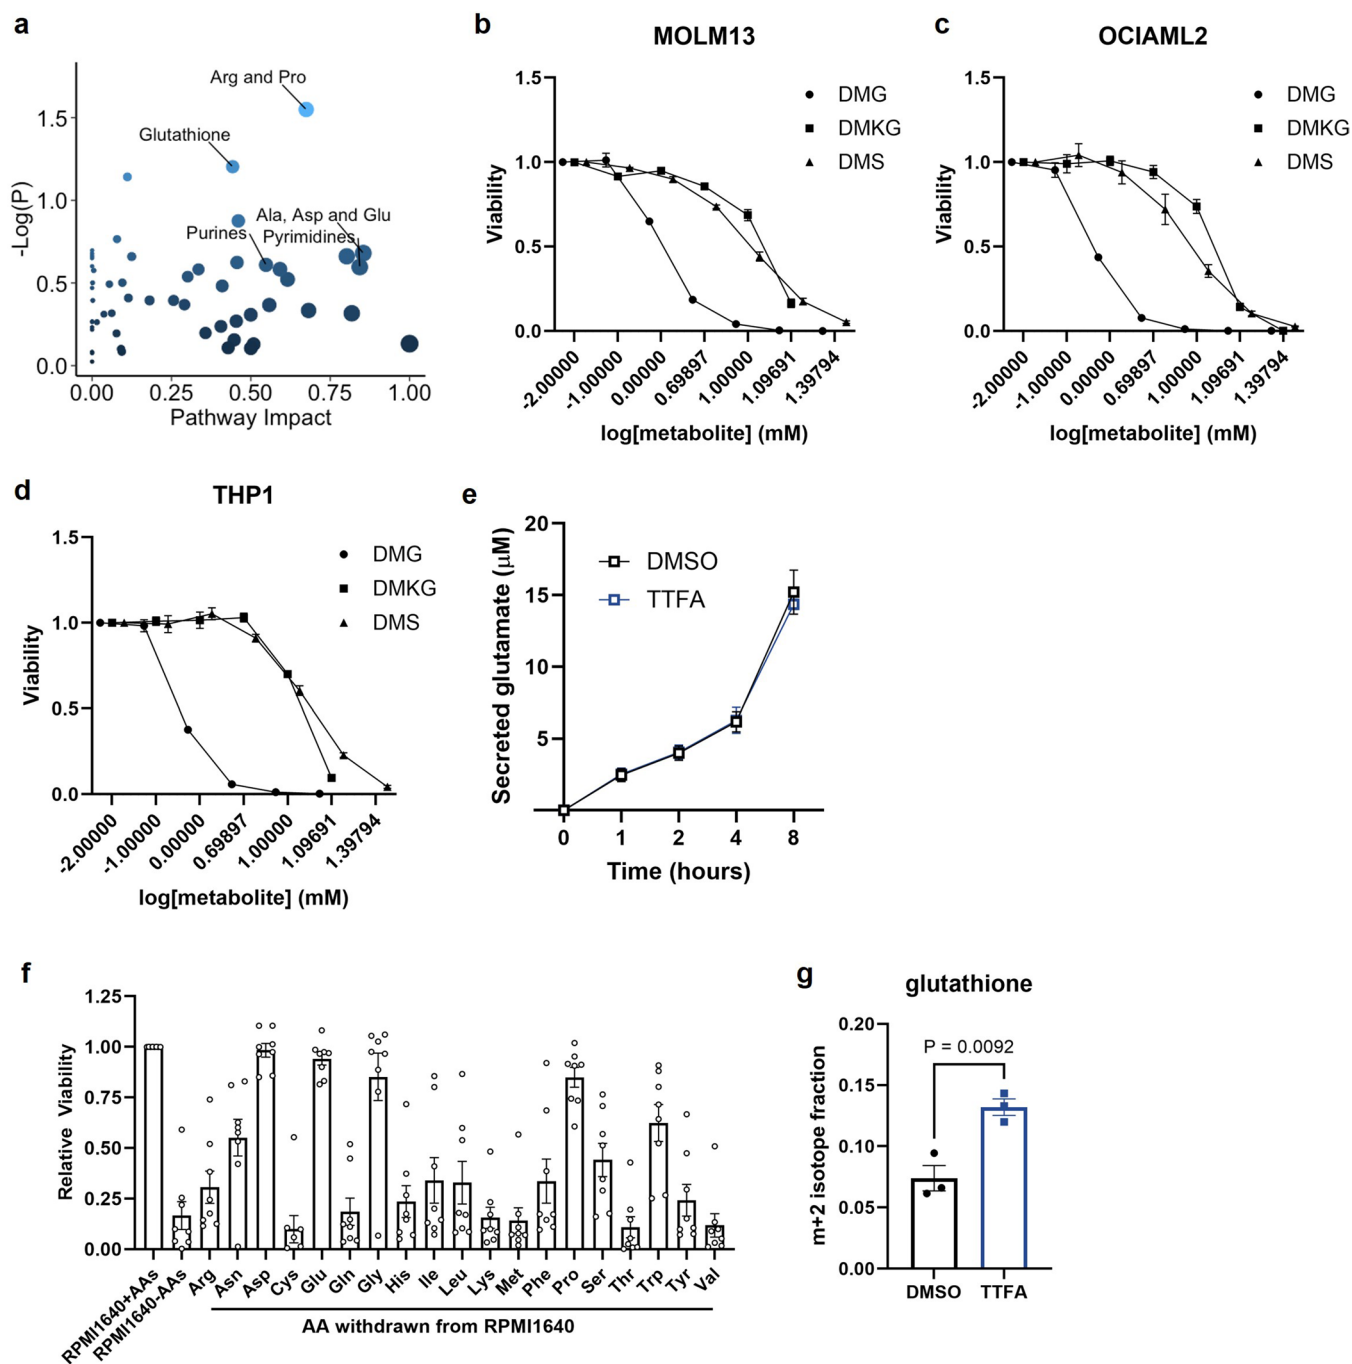 a
Arg and Pro
Glutathione
Ala, Asp and Glu
Purines
Pyrimidines
-Log(P)
1.5
1.0
0.5
0.0
0.00 0.25 0.50 0.75 1.00
Pathway Impact
b
MOLM13
DMG
DMKG
DMS
Viability
1.5
1.0
0.5
0.0
-2.00000 -1.00000 0.00000 0.69897 1.00000 1.09691 1.39794
log[metabolite] (mM)
c
OCIAML2
DMG
DMKG
DMS
Viability
1.5
1.0
0.5
0.0
-2.00000 -1.00000 0.00000 0.69897 1.00000 1.09691 1.39794
log[metabolite] (mM)
d
THP1
DMG
DMKG
DMS
Viability
1.5
1.0
0.5
0.0
-2.00000 -1.00000 0.00000 0.69897 1.00000 1.09691 1.39794
log[metabolite] (mM)
e
DMSO
TTFA
Secreted glutamate (μM)
20
15
10
5
0 1 2 4 8
Time (hours)
f
Relative Viability
1.25
1.00
0.75
0.50
0.25
0.00
RPMI1640+AAs RPMI1640-AAs Arg Asn Asp Cys Glu Gln Gly His Ile Leu Lys Met Phe Pro Ser Thr Trp Tyr Val
AA withdrawn from RPMI1640
g
glutathione
P = 0.0092
m+2 isotope fraction
0.20
0.15
0.10
0.05
0.00
DMSO TTFA